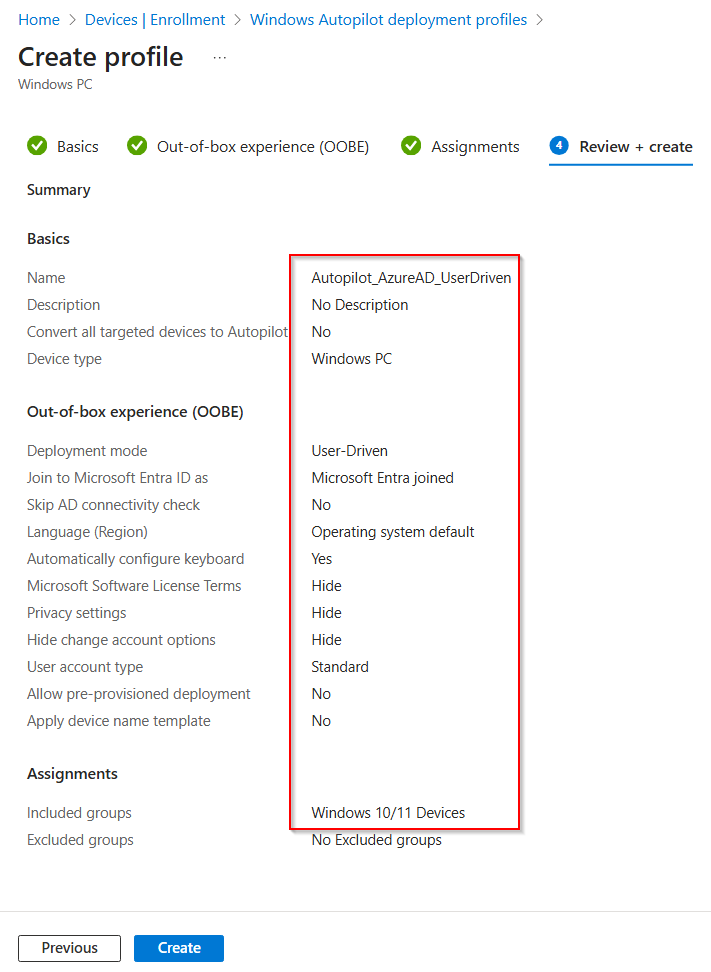 Home > Devices | Enrollment > Windows Autopilot deployment profiles >
Create profile ...
Windows PC
Basics Out-of-box experience (OOBE) Assignments 4 Review + create
Summary
Basics
Name Autopilot_AzureAD_UserDriven
Description No Description
Convert all targeted devices to Autopilot No
Device type Windows PC
Out-of-box experience (OOBE)
Deployment mode User-Driven
Join to Microsoft Entra ID as Microsoft Entra joined
Skip AD connectivity check No
Language (Region) Operating system default
Automatically configure keyboard Yes
Microsoft Software License Terms Hide
Privacy settings Hide
Hide change account options Hide
User account type Standard
Allow pre-provisioned deployment No
Apply device name template No
Assignments
Included groups Windows 10/11 Devices
Excluded groups No Excluded groups
Previous Create